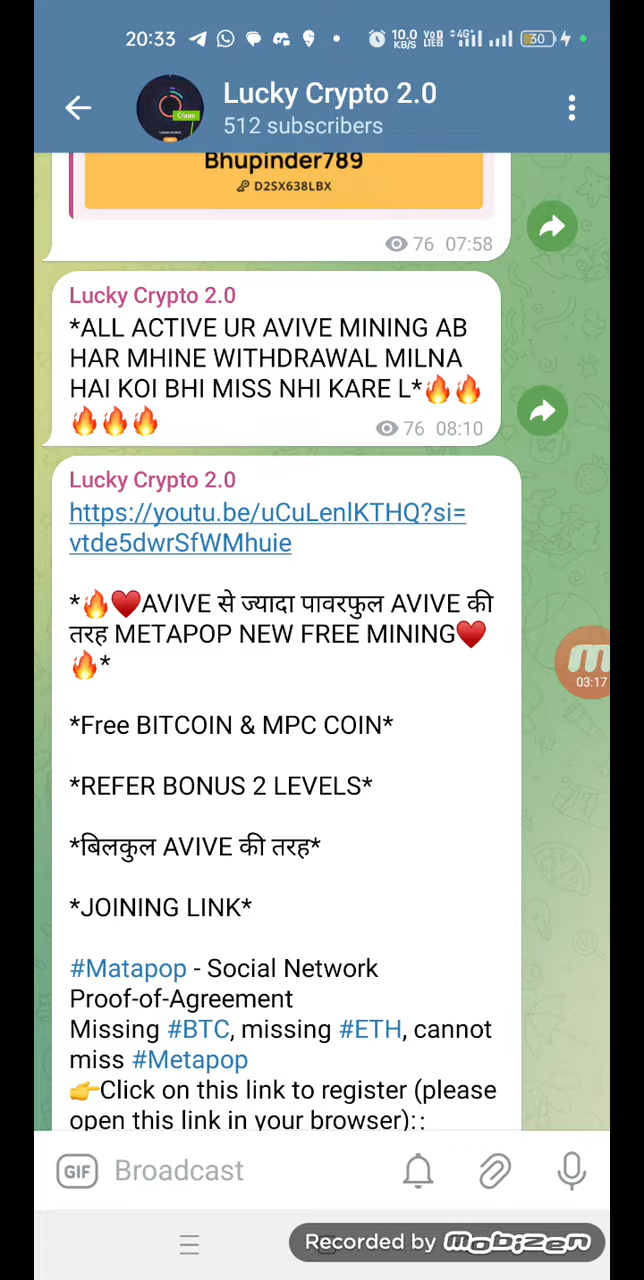 20:33
10.0 KB/S VoD LTE2 4G 30
Lucky Crypto 2.0
512 subscribers
Claim
Bhupinder789
D2SX638LBX
76 07:58
Lucky Crypto 2.0
*ALL ACTIVE UR AVIVE MINING AB
HAR MHINE WITHDRAWAL MILNA
HAI KOI BHI MISS NHI KARE L*🔥🔥
🔥🔥🔥
76 08:10
Lucky Crypto 2.0
https://youtu.be/uCuLenlKTHQ?si=
vtde5dwrSfWMhuie
*🔥♥️AVIVE से ज्यादा पावरफुल AVIVE की
तरह METAPOP NEW FREE MINING♥️
🔥*
03:17
*Free BITCOIN & MPC COIN*
*REFER BONUS 2 LEVELS*
*बिलकुल AVIVE की तरह*
*JOINING LINK*
#Matapop - Social Network
Proof-of-Agreement
Missing #BTC, missing #ETH, cannot
miss #Metapop
👉Click on this link to register (please
open this link in your browser)::
GIF Broadcast
Recorded by mobizen